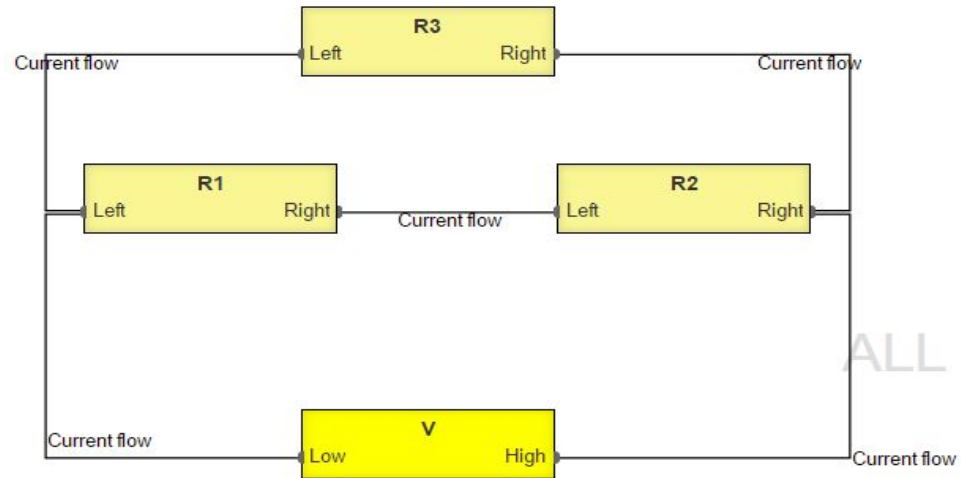 R3
Left Right
Current flow Current flow
R1 R2
Left Right Left Right
Current flow
ALL
V
Current flow
Low High
Current flow